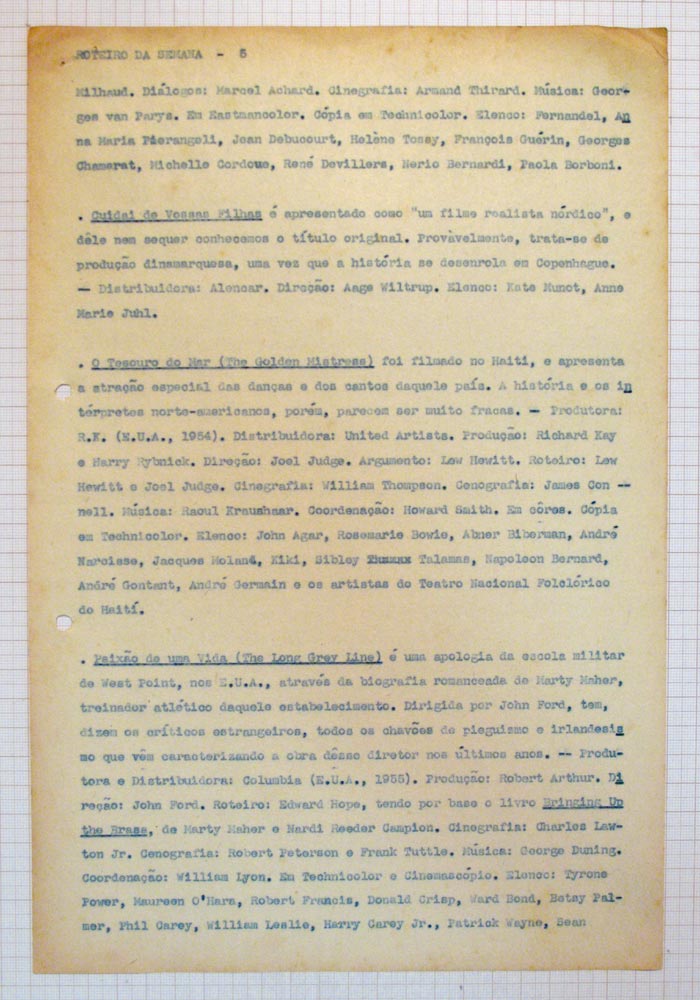 ROTEIRO DA SEMANA - 5
Milhaud. Diálogos: Marcel Achard. Cinegrafia: Armand Thirard. Música: Geor-
ges van Parys. Em Eastmancolor. Cópia em Technicolor. Elenco: Fernandel, An
na Maria Pierangeli, Jean Debucourt, Helène Tossy, François Guérin, Georges
Chamarat, Michelle Cordoue, René Devillers, Nerio Bernardi, Paola Borboni.
. Cuidai de Vossas Filhas é apresentado como "um filme realista nórdico", e
dêle nem sequer conhecemos o título original. Provàvelmente, trata-se de
produção dinamarquesa, uma vez que a história se desenrola em Copenhague.
— Distribuidora: Alencar. Direção: Aage Wiltrup. Elenco: Kate Munot, Anne
Marie Juhl.
. O Tesouro do Mar (The Golden Mistress) foi filmado no Haiti, e apresenta
a atração especial das danças e dos cantos daquele país. A história e os in
térpretes norte-americanos, porém, parecem ser muito fracas. — Produtora:
R.K. (E.U.A., 1954). Distribuidora: United Artists. Produção: Richard Kay
e Harry Rybnick. Direção: Joel Judge. Argumento: Lew Hewitt. Roteiro: Lew
Hewitt e Joel Judge. Cinegrafia: William Thompson. Cenografia: James Con --
nell. Música: Raoul Kraushaar. Coordenação: Howard Smith. Em côres. Cópia
em Technicolor. Elenco: John Agar, Rosemarie Bowie, Abner Biberman, André
Narcisse, Jacques Moland, Kiki, Sibley Talamas, Napoleon Bernard,
André Contant, André Germain e os artistas do Teatro Nacional Folclórico
do Haití.
. Paixão de uma Vida (The Long Grey Line) é uma apologia da escola militar
de West Point, nos E.U.A., através da biografia romanceada de Marty Maher,
treinador atlético daquele estabelecimento. Dirigida por John Ford, tem,
dizem os críticos estrangeiros, todos os chavões de pieguismo e irlandesis
mo que vêm caracterizando a obra dêsse diretor nos últimos anos. -- Produ-
tora e Distribuidora: Columbia (E.U.A., 1955). Produção: Robert Arthur. Di
reção: John Ford. Roteiro: Edward Hope, tendo por base o livro Bringing Up
the Brass, de Marty Maher e Nardi Reeder Campion. Cinegrafia: Charles Law-
ton Jr. Cenografia: Robert Peterson e Frank Tuttle. Música: George Duning.
Coordenação: William Lyon. Em Technicolor e Cinemascópio. Elenco: Tyrone
Power, Maureen O'Hara, Robert Francis, Donald Crisp, Ward Bond, Betsy Pal-
mer, Phil Carey, William Leslie, Harry Carey Jr., Patrick Wayne, Sean